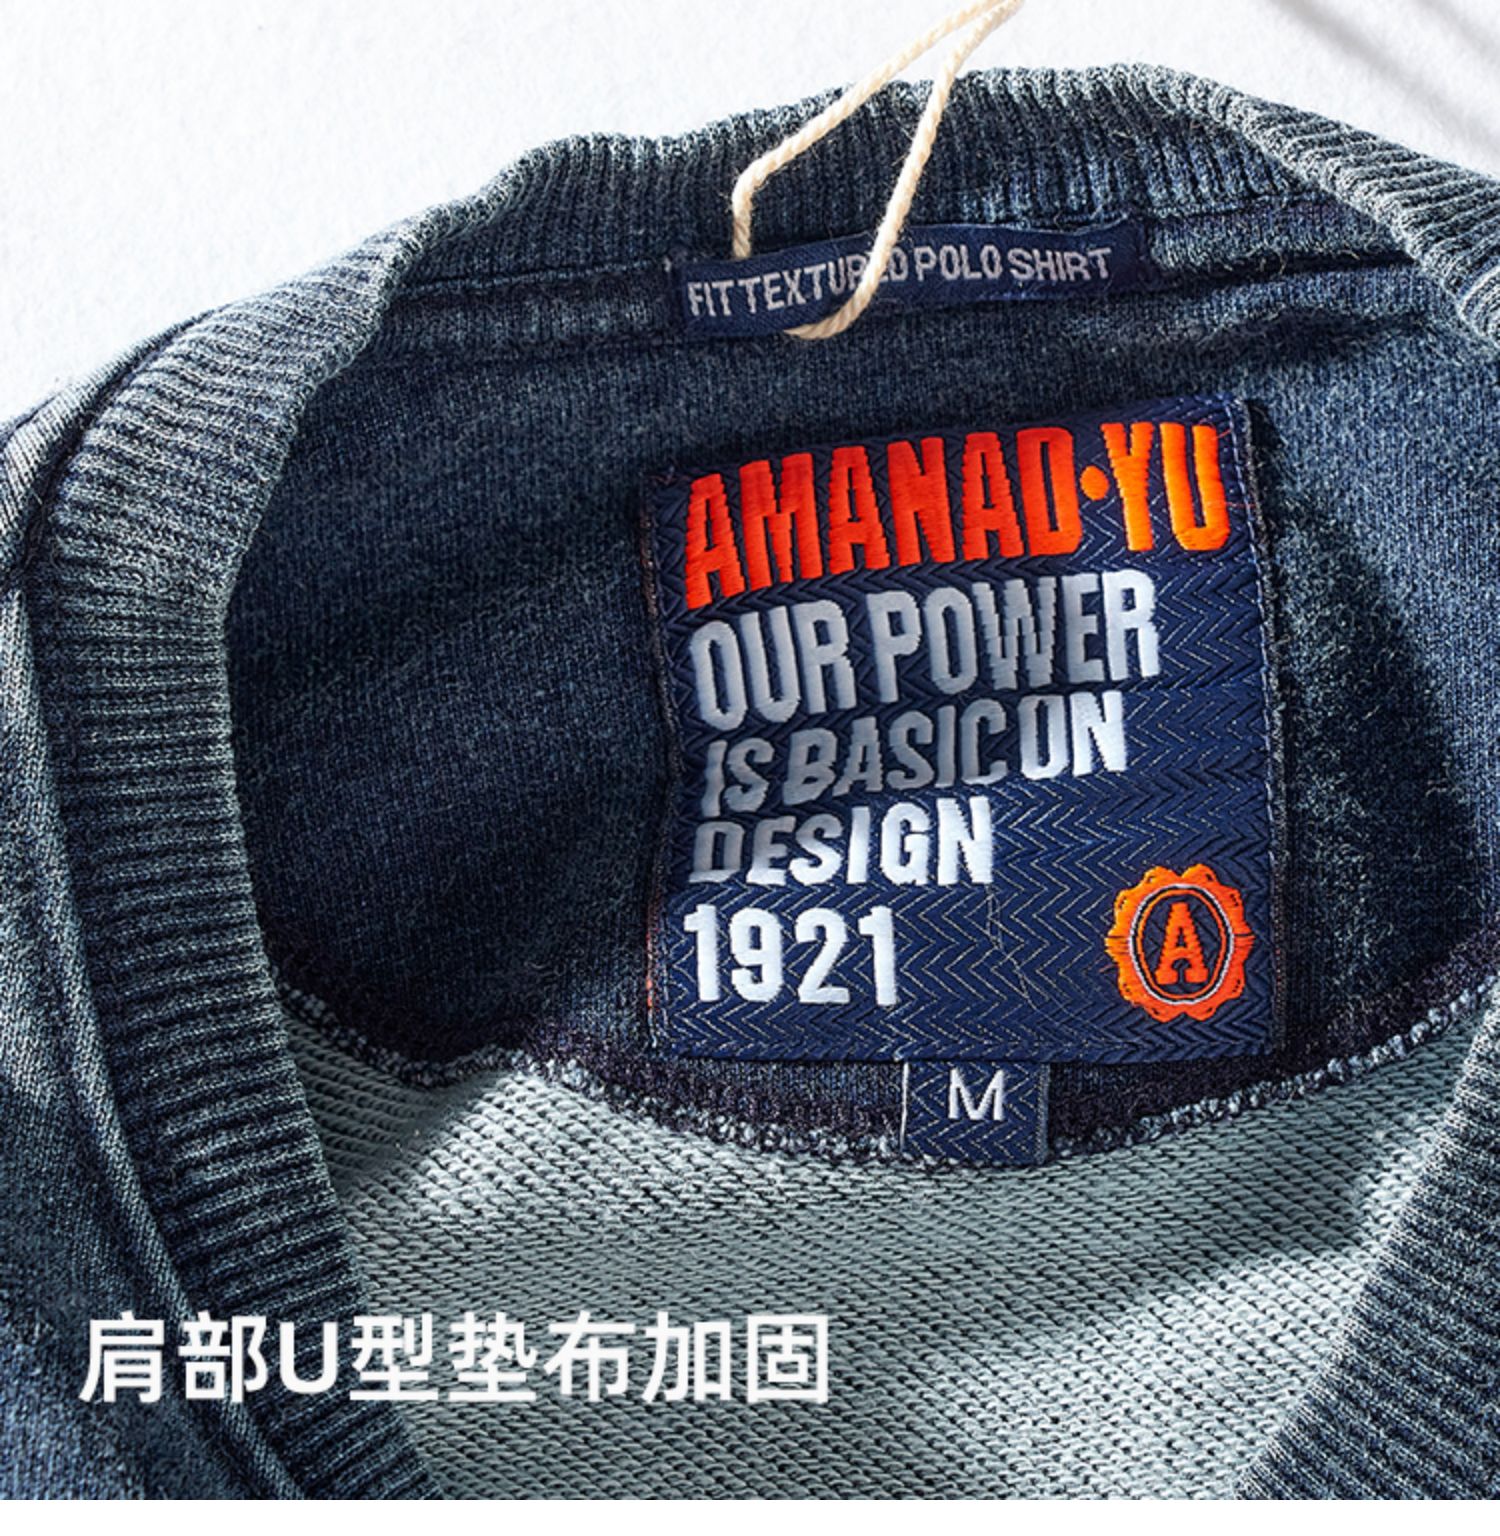 FIT TEXTURED POLO SHIRT
AMANAD·YU
OUR POWER
IS BASIC ON
DESIGN
1921
A
M
肩部U型垫布加固